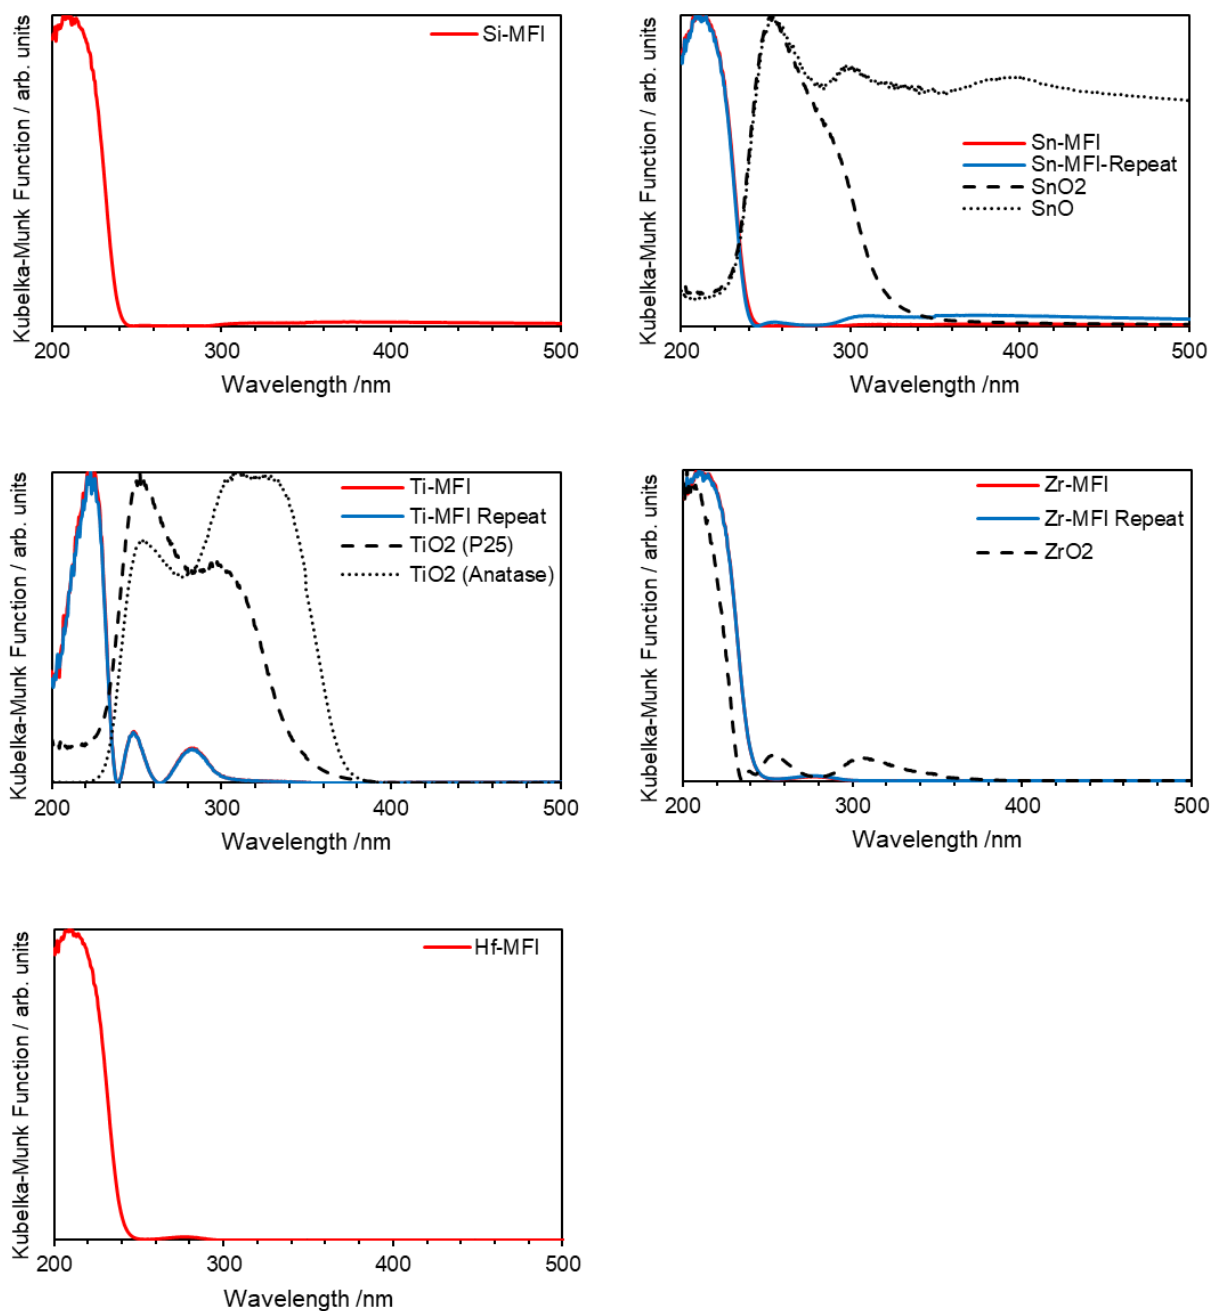 Kubelka-Munk Function / arb. units
Si-MFI
200 300 400 500
Wavelength /nm
Kubelka-Munk Function / arb. units
Sn-MFI
Sn-MFI-Repeat
SnO2
SnO
200 300 400 500
Wavelength /nm
Kubelka-Munk Function / arb. units
Ti-MFI
Ti-MFI Repeat
TiO2 (P25)
TiO2 (Anatase)
200 300 400 500
Wavelength /nm
Kubelka-Munk Function / arb. units
Zr-MFI
Zr-MFI Repeat
ZrO2
200 300 400 500
Wavelength /nm
Kubelka-Munk Function / arb. units
Hf-MFI
200 300 400 500
Wavelength /nm